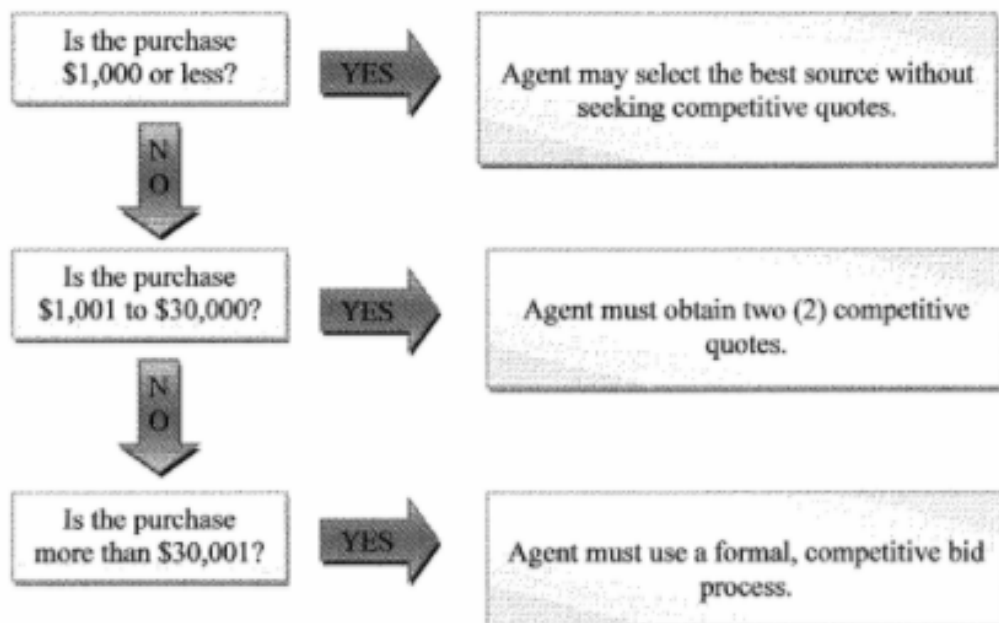 Is the purchase
$1,000 or less?
YES
Agent may select the best source without
seeking competitive quotes.
N
O
Is the purchase
$1,001 to $30,000?
YES
Agent must obtain two (2) competitive
quotes.
N
O
Is the purchase
more than $30,001?
YES
Agent must use a formal, competitive bid
process.